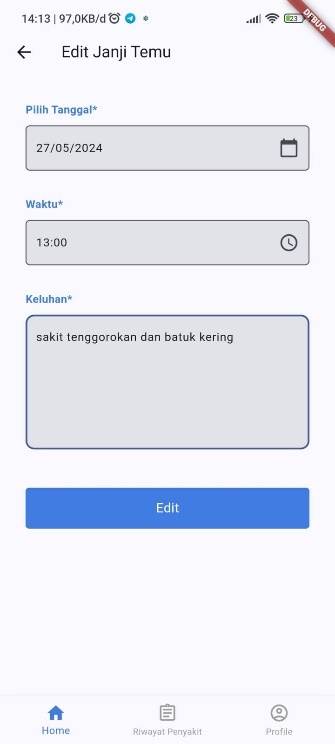 14:13 | 97,0KB/d
23
DEBUG
Edit Janji Temu
Pilih Tanggal*
27/05/2024
Waktu*
13:00
Keluhan*
sakit tenggorokan dan batuk kering
Edit
Home
Riwayat Penyakit
Profile